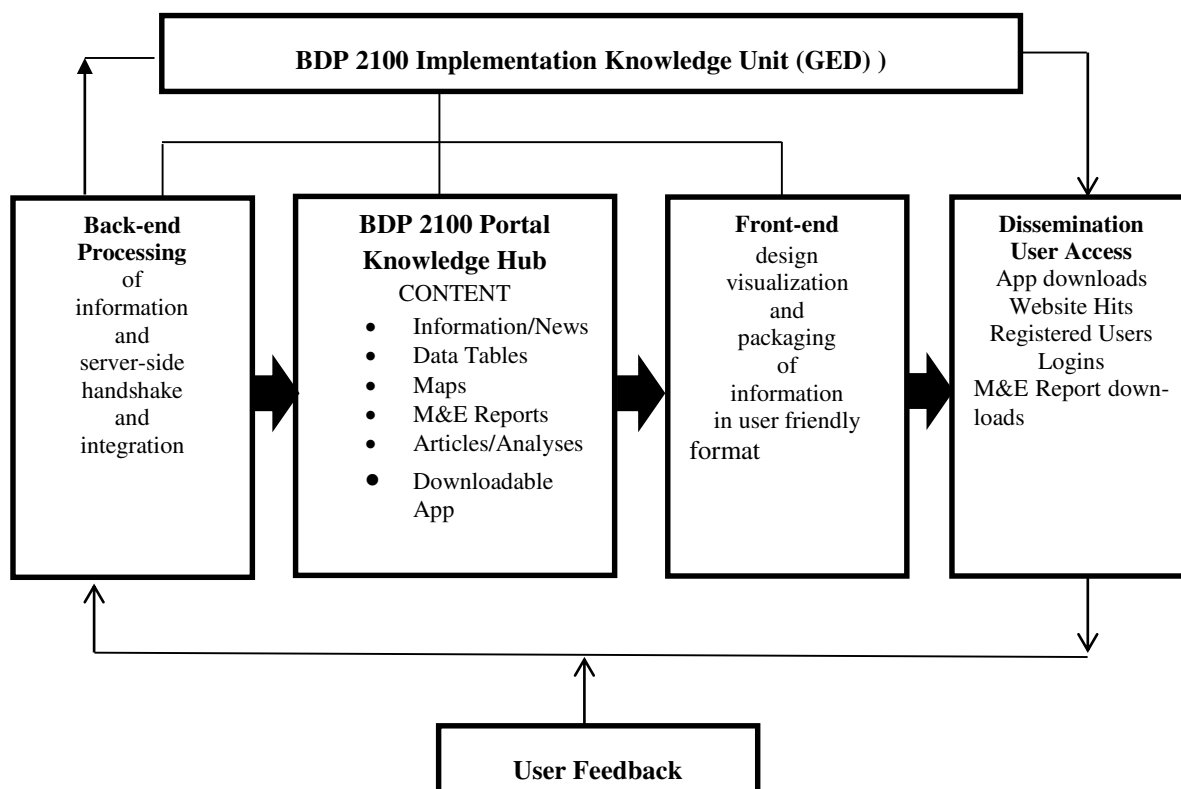 BDP 2100 Implementation Knowledge Unit (GED) )
Back-end
Processing
of
information
and
server-side
handshake
and
integration
BDP 2100 Portal
Knowledge Hub
CONTENT
• Information/News
• Data Tables
• Maps
• M&E Reports
• Articles/Analyses
• Downloadable
App
Front-end
design
visualization
and
packaging
of
information
in user friendly
format
Dissemination
User Access
App downloads
Website Hits
Registered Users
Logins
M&E Report down-
loads
User Feedback